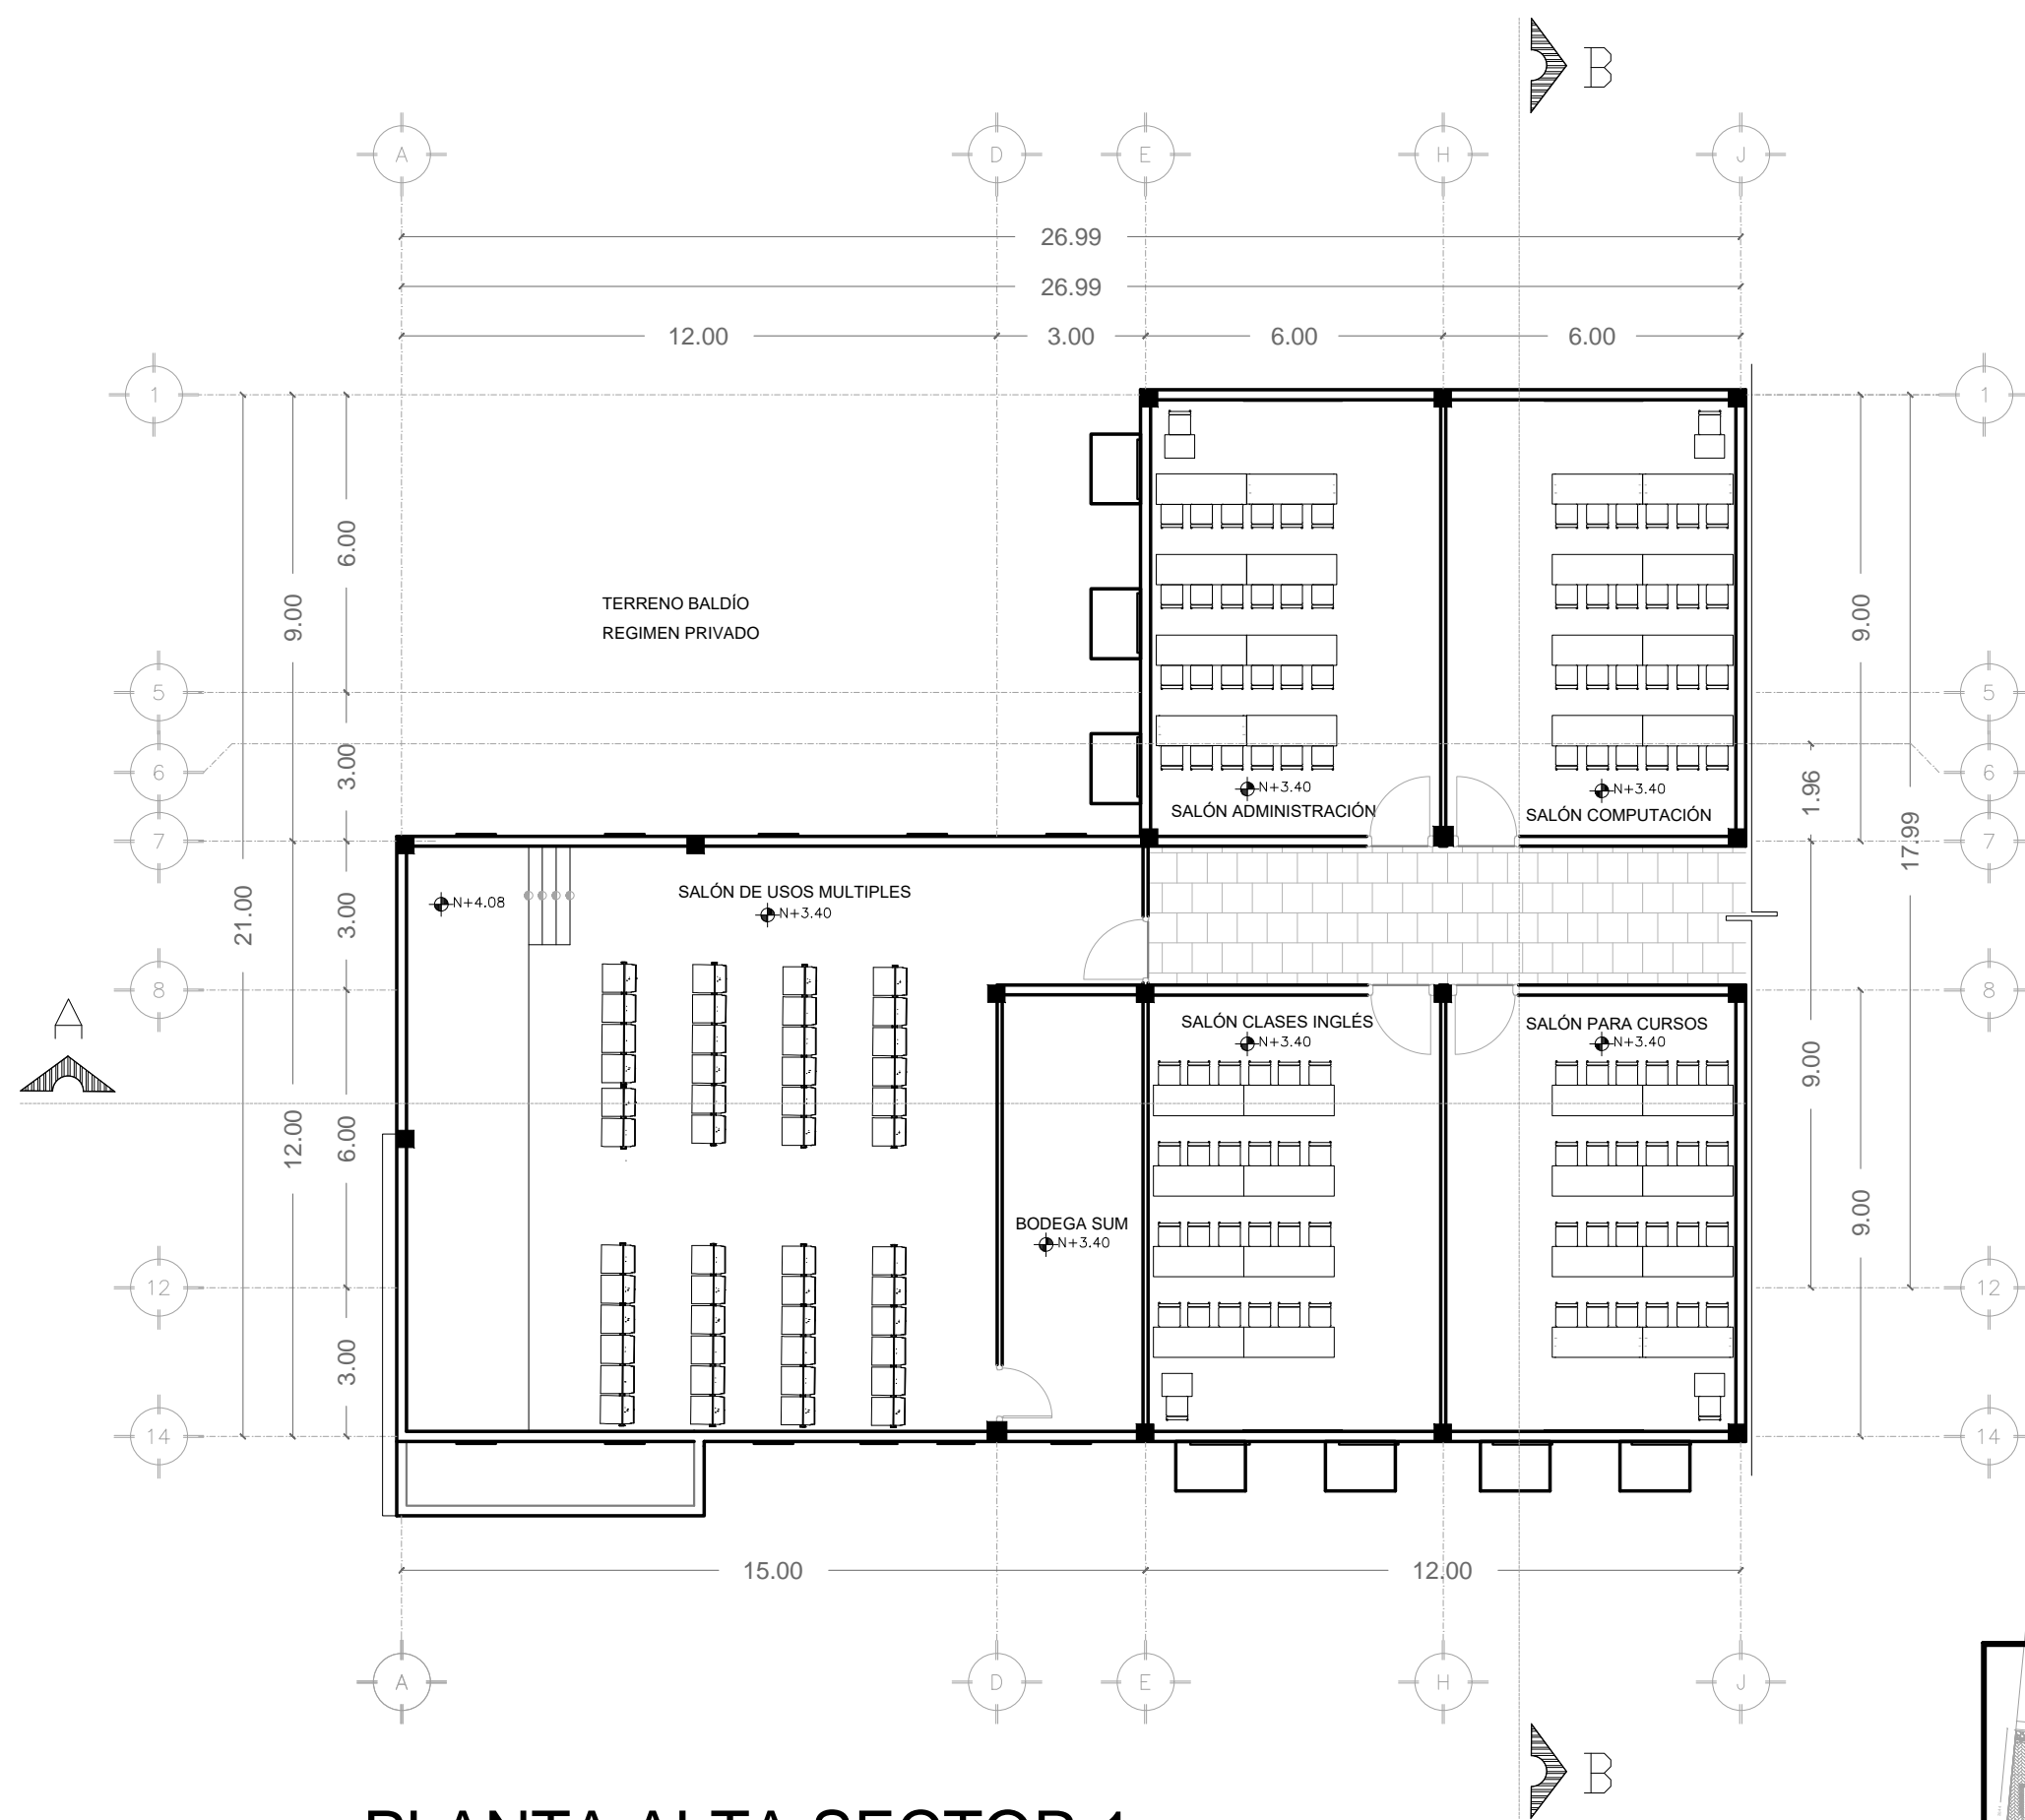 B
A D E H J
26.99
26.99
12.00 3.00 6.00 6.00
1 1
6.00
9.00
9.00
TERRENO BALDÍO
REGIMEN PRIVADO
5 5
3.00
6 6
1.96
N+3.40 N+3.40
SALÓN ADMINISTRACIÓN SALÓN COMPUTACIÓN
7 7
17.99
21.00
3.00
N+4.08
SALÓN DE USOS MULTIPLES
N+3.40
8 8
A
SALÓN CLASES INGLÉS SALÓN PARA CURSOS
N+3.40 N+3.40
9.00
12.00
6.00
9.00
BODEGA SUM
N+3.40
12 12
3.00
14 14
15.00 12.00
A D E H J
B
PLANTA ALTA SECTOR 1